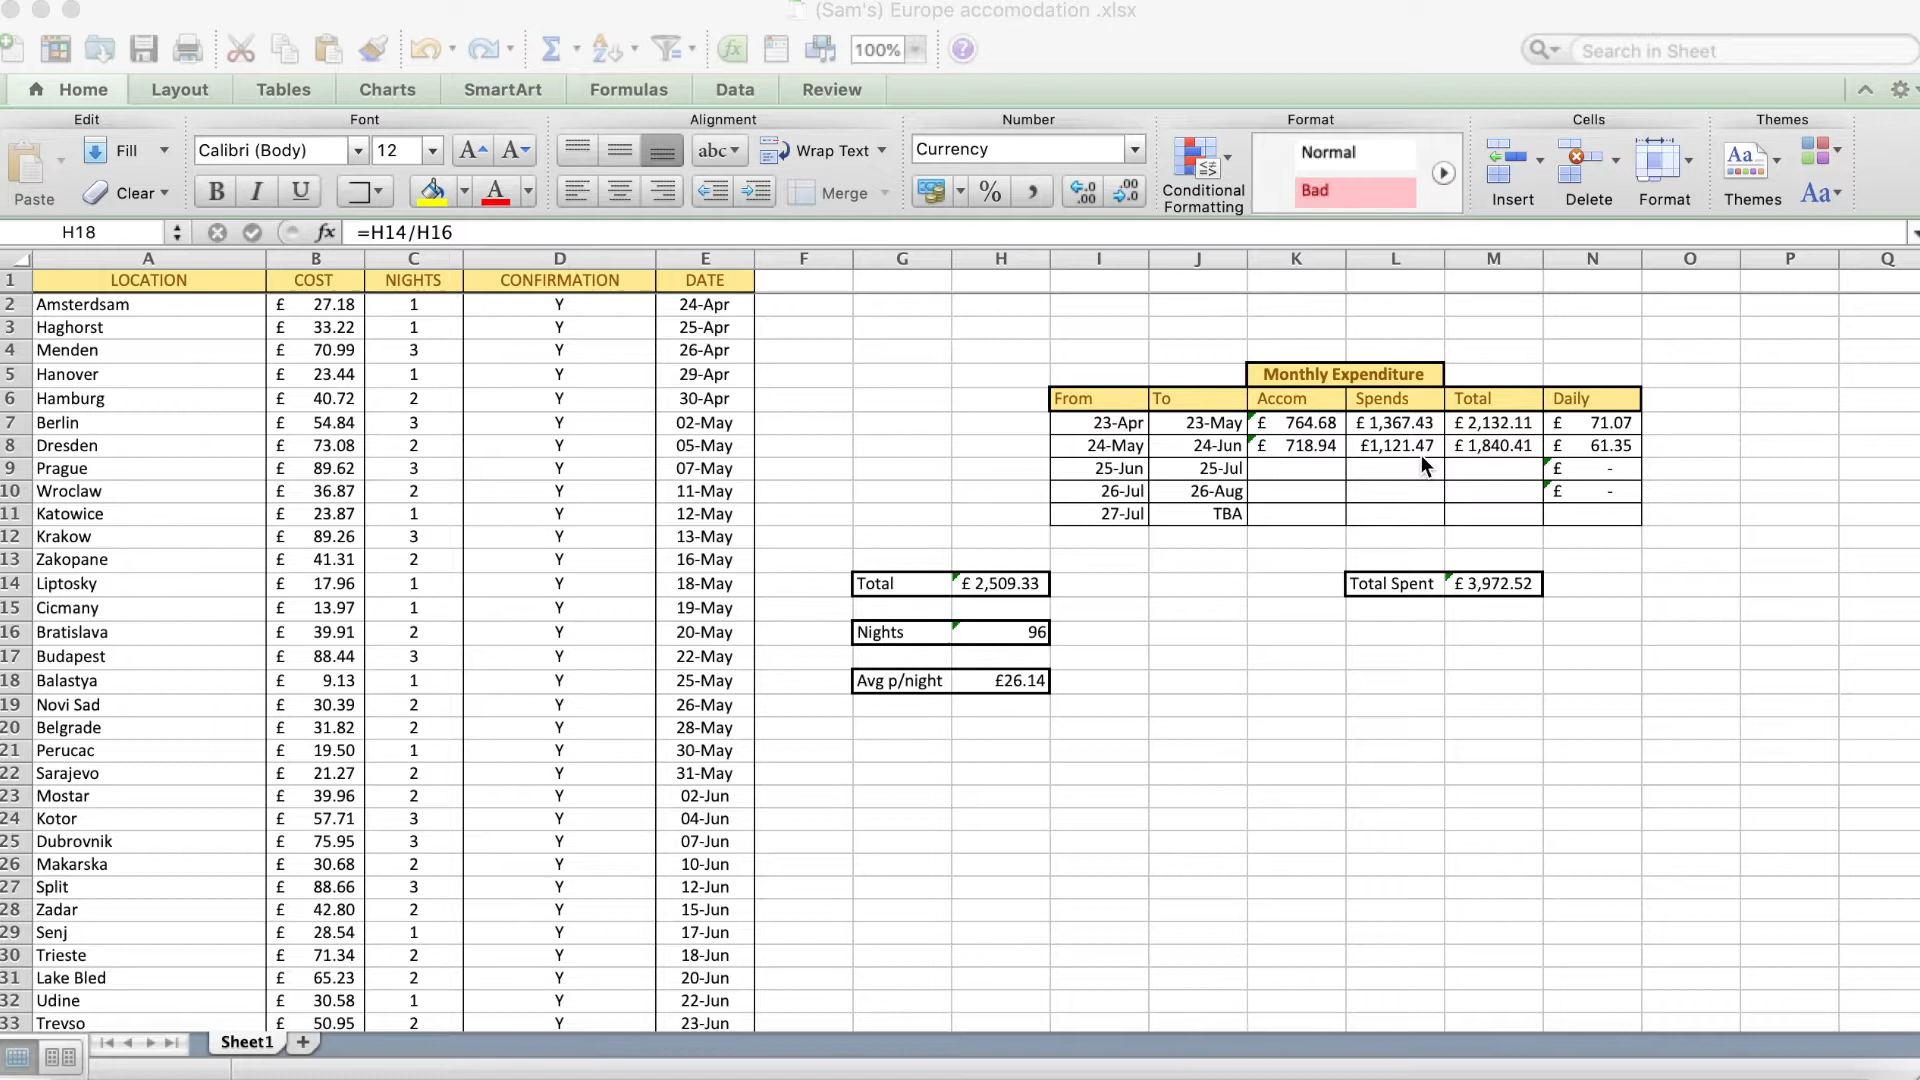 (Sam's) Europe accomodation .xlsx
100%
Search in Sheet
Home Layout Tables Charts SmartArt Formulas Data Review
Edit Font Alignment Number Format Cells Themes
Fill Calibri (Body) 12 A A abc Wrap Text Currency Normal
Paste Clear B I U A Merge % , .0 .00 .00 .0 Conditional Formatting Bad Insert Delete Format Themes Aa
H18 fx =H14/H16
A B C D E F G H I J K L M N O P Q
1 LOCATION COST NIGHTS CONFIRMATION DATE
2 Amsterdsam £ 27.18 1 Y 24-Apr
3 Haghorst £ 33.22 1 Y 25-Apr
4 Menden £ 70.99 3 Y 26-Apr
5 Hanover £ 23.44 1 Y 29-Apr Monthly Expenditure
6 Hamburg £ 40.72 2 Y 30-Apr From To Accom Spends Total Daily
7 Berlin £ 54.84 3 Y 02-May 23-Apr 23-May £ 764.68 £ 1,367.43 £ 2,132.11 £ 71.07
8 Dresden £ 73.08 2 Y 05-May 24-May 24-Jun £ 718.94 £1,121.47 £ 1,840.41 £ 61.35
9 Prague £ 89.62 3 Y 07-May 25-Jun 25-Jul £ -
10 Wroclaw £ 36.87 2 Y 11-May 26-Jul 26-Aug £ -
11 Katowice £ 23.87 1 Y 12-May 27-Jul TBA
12 Krakow £ 89.26 3 Y 13-May
13 Zakopane £ 41.31 2 Y 16-May
14 Liptosky £ 17.96 1 Y 18-May Total £ 2,509.33 Total Spent £ 3,972.52
15 Cicmany £ 13.97 1 Y 19-May
16 Bratislava £ 39.91 2 Y 20-May Nights 96
17 Budapest £ 88.44 3 Y 22-May
18 Balastya £ 9.13 1 Y 25-May Avg p/night £26.14
19 Novi Sad £ 30.39 2 Y 26-May
20 Belgrade £ 31.82 2 Y 28-May
21 Perucac £ 19.50 1 Y 30-May
22 Sarajevo £ 21.27 2 Y 31-May
23 Mostar £ 39.96 2 Y 02-Jun
24 Kotor £ 57.71 3 Y 04-Jun
25 Dubrovnik £ 75.95 3 Y 07-Jun
26 Makarska £ 30.68 2 Y 10-Jun
27 Split £ 88.66 3 Y 12-Jun
28 Zadar £ 42.80 2 Y 15-Jun
29 Senj £ 28.54 1 Y 17-Jun
30 Trieste £ 71.34 2 Y 18-Jun
31 Lake Bled £ 65.23 2 Y 20-Jun
32 Udine £ 30.58 1 Y 22-Jun
33 Trevso £ 50.95 2 Y 23-Jun
Sheet1